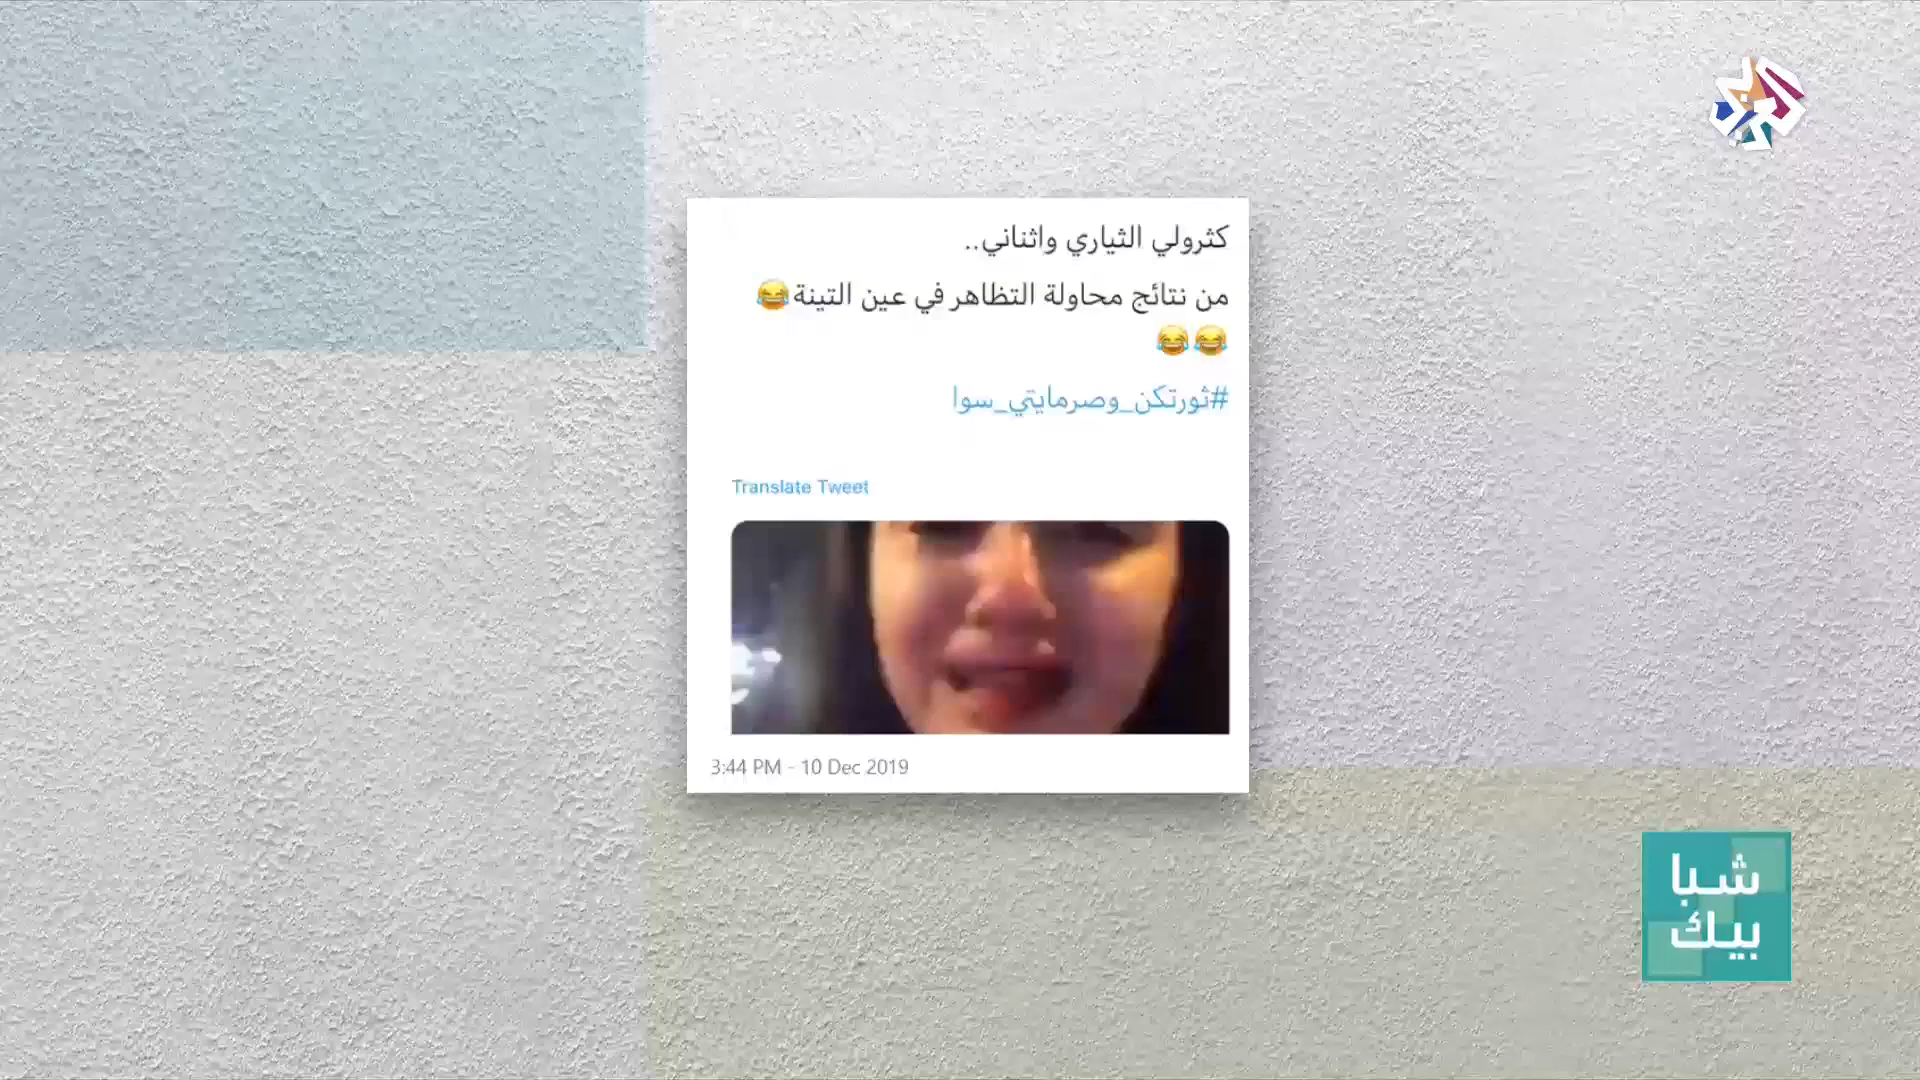 كثرولي الثياري واثناني..
من نتائج محاولة التظاهر في عين التينة😂
😂😂
#ثورتكن_وصرمايتي_سوا
Translate Tweet
3:44 PM - 10 Dec 2019
العربي
شبا
بيك